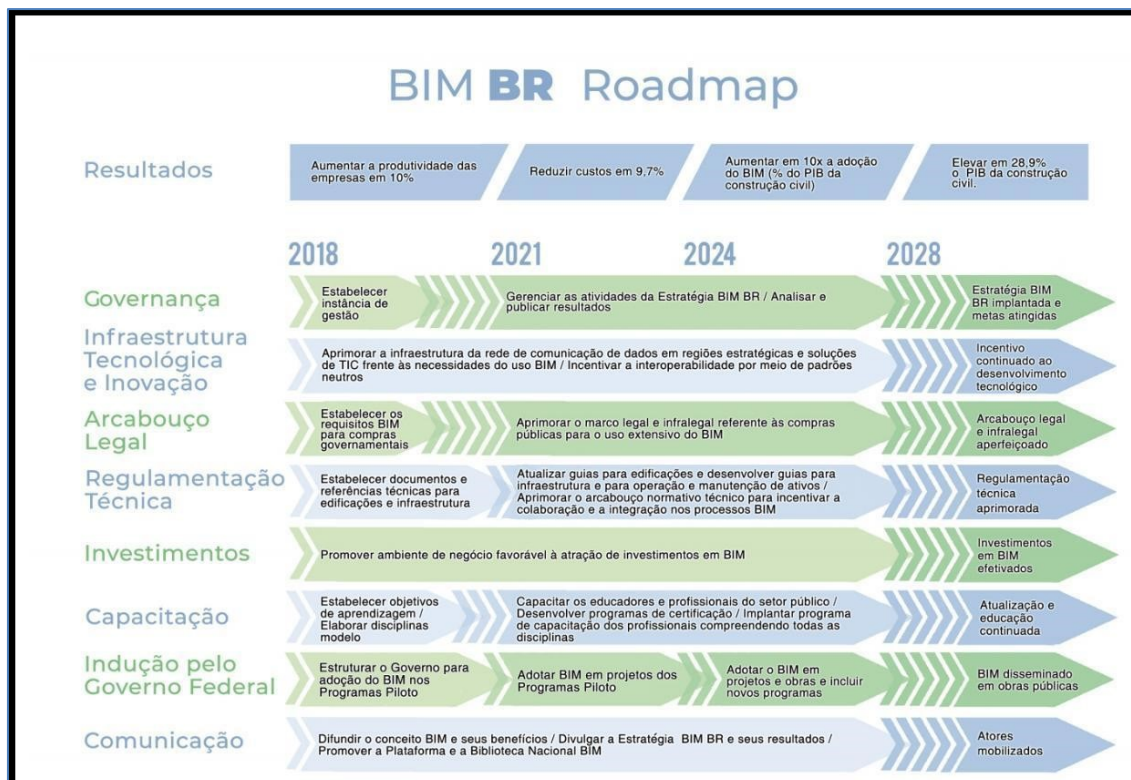 BIM BR Roadmap
Resultados
Aumentar a produtividade das
empresas em 10%
Reduzir custos em 9,7%
Aumentar em 10x a adoção
do BIM (% do PIB da
construção civil)
Elevar em 28,9%
o PIB da construção
civil.
2018
2021
2024
2028
Governança
Estabelecer
instância de
gestão
Gerenciar as atividades da Estratégia BIM BR / Analisar e
publicar resultados
Estratégia BIM
BR implantada e
metas atingidas
Infraestrutura
Tecnológica
e Inovação
Aprimorar a infraestrutura da rede de comunicação de dados em regiões estratégicas e soluções
de TIC frente às necessidades do uso BIM / Incentivar a interoperabilidade por meio de padrões
neutros
Incentivo
continuado ao
desenvolvimento
tecnológico
Arcabouço
Legal
Estabelecer os
requisitos BIM
para compras
governamentais
Aprimorar o marco legal e infralegal referente às compras
públicas para o uso extensivo do BIM
Arcabouço legal
e infralegal
aperfeiçoado
Regulamentação
Técnica
Estabelecer documentos e
referências técnicas para
edificações e infraestrutura
Atualizar guias para edificações e desenvolver guias para
infraestrutura e para operação e manutenção de ativos /
Aprimorar o arcabouço normativo técnico para incentivar a
colaboração e a integração nos processos BIM
Regulamentação
técnica
aprimorada
Investimentos
Promover ambiente de negócio favorável à atração de investimentos em BIM
Investimentos
em BIM
efetivados
Capacitação
Estabelecer objetivos
de aprendizagem /
Elaborar disciplinas
modelo
Capacitar os educadores e profissionais do setor público /
Desenvolver programas de certificação / Implantar programa
de capacitação dos profissionais compreendendo todas as
disciplinas
Atualização e
educação
continuada
Indução pelo
Governo Federal
Estruturar o Governo para
adoção do BIM nos
Programas Piloto
Adotar BIM em projetos dos
Programas Piloto
Adotar o BIM em
projetos e obras e incluir
novos programas
BIM disseminado
em obras públicas
Comunicação
Difundir o conceito BIM e seus benefícios / Divulgar a Estratégia BIM BR e seus resultados /
Promover a Plataforma e a Biblioteca Nacional BIM
Atores
mobilizados